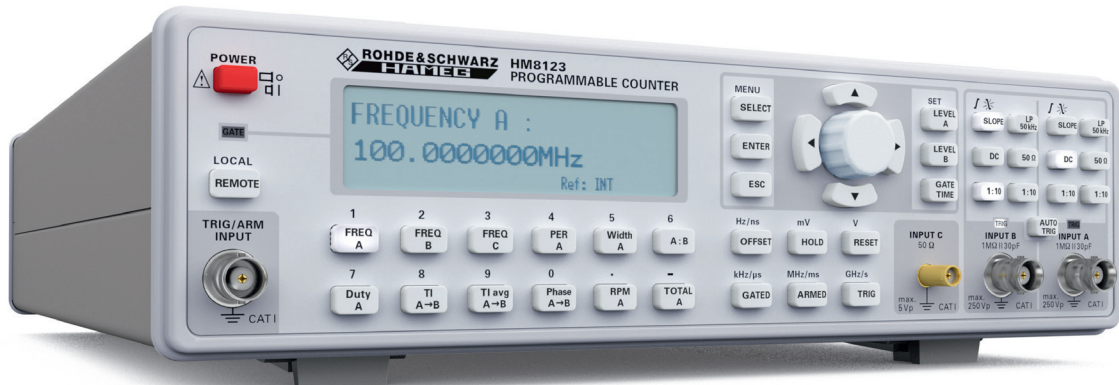 POWER
ROHDE & SCHWARZ
HAMEG
HM8123
PROGRAMMABLE COUNTER
GATE
FREQUENCY A :
100.0000000MHz
Ref: INT
LOCAL
REMOTE
TRIG/ARM
INPUT
CAT I
1
2
3
4
5
6
FREQ
A
FREQ
B
FREQ
C
PER
A
Width
A
A:B
7
8
9
0
.
-
Duty
A
TI
A→B
TI avg
A→B
Phase
A→B
RPM
A
TOTAL
A
MENU
SELECT
ENTER
ESC
SET
LEVEL
A
LEVEL
B
GATE
TIME
Hz/ns
mV
V
OFFSET
HOLD
RESET
kHz/µs
MHz/ms
GHz/s
GATED
ARMED
TRIG
SLOPE
LP
50 kHz
DC
50 Ω
1:10
1:10
SLOPE
LP
50 kHz
DC
50 Ω
1:10
1:10
TRIG
AUTO
TRIG
TRIG
INPUT C
50 Ω
max.
5 Vp
CAT I
INPUT B
1MΩ II 30pF
max.
250 Vp
CAT I
INPUT A
1MΩ II 30pF
max.
250 Vp
CAT I